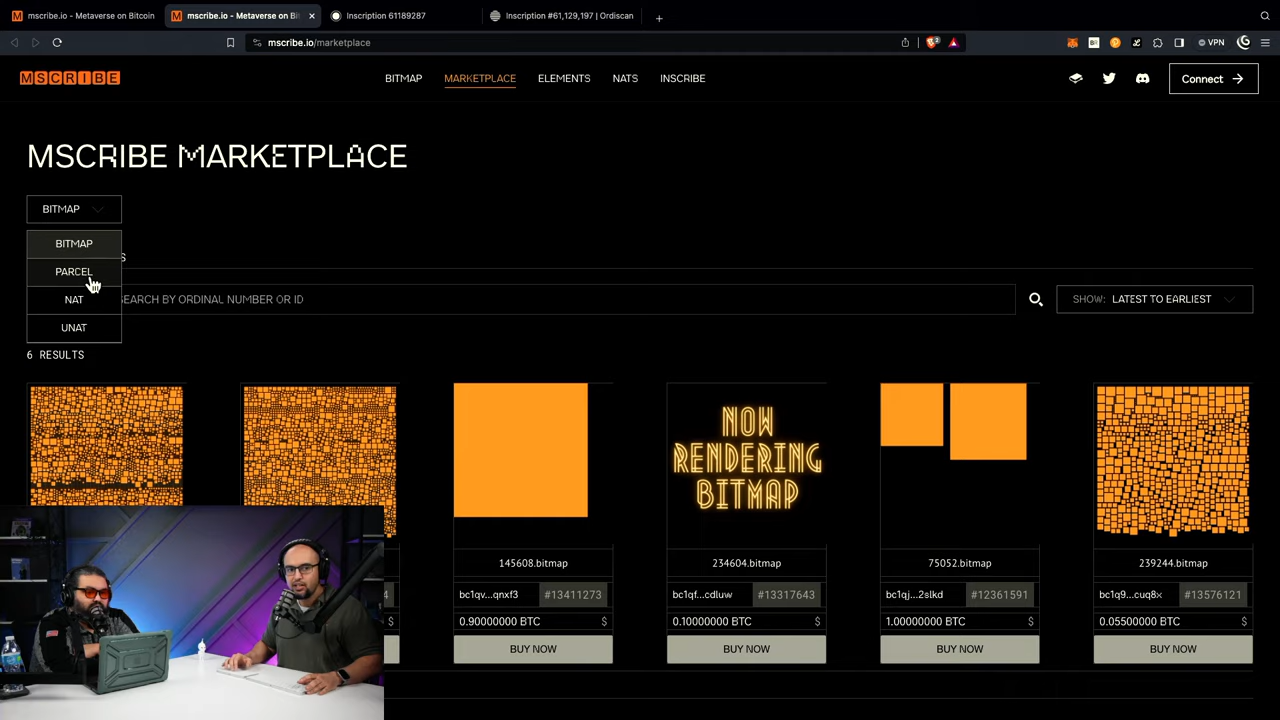 mscribe.io - Metaverse on Bitcoin
mscribe.io - Metaverse on Bi
Inscription 61189287
Inscription #61,129,197 | Ordiscan
mscribe.io/marketplace
VPN
MSCRIBE
BITMAP
MARKETPLACE
ELEMENTS
NATS
INSCRIBE
Connect
MSCRIBE MARKETPLACE
BITMAP
BITMAP
PARCEL
NAT
UNAT
S
SEARCH BY ORDINAL NUMBER OR ID
SHOW: LATEST TO EARLIEST
6 RESULTS
NOW
RENDERING
BITMAP
145608.bitmap
234604.bitmap
75052.bitmap
239244.bitmap
4
bc1qv...qnxf3
#13411273
bc1qf...cdluw
#13317643
bc1qj...2slkd
#12361591
bc1q9...cuq8x
#13576121
$
0.90000000 BTC
$
0.10000000 BTC
$
1.00000000 BTC
$
0.05500000 BTC
$
BUY NOW
BUY NOW
BUY NOW
BUY NOW